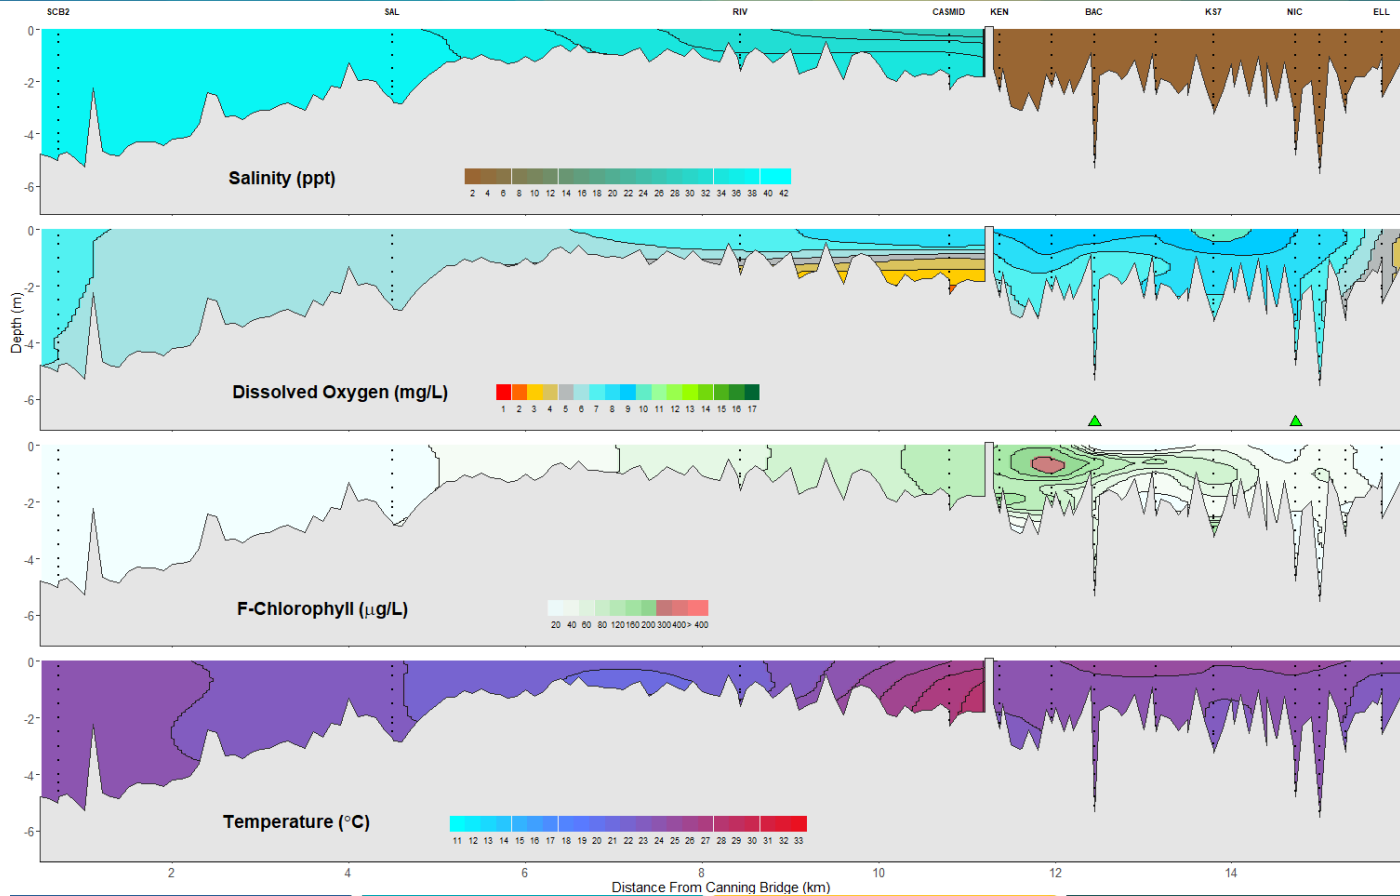 SCB2 SAL RIV CASMID KEN BAC KS7 NIC ELL
0
-2
-4
-6
Salinity (ppt)
2 4 6 8 10 12 14 16 18 20 22 24 26 28 30 32 34 36 38 40 42
0
-2
-4
-6
Depth (m)
Dissolved Oxygen (mg/L)
1 2 3 4 5 6 7 8 9 10 11 12 13 14 15 16 17
0
-2
-4
-6
F-Chlorophyll (μg/L)
20 40 60 80 120 160 200 300 400 > 400
0
-2
-4
-6
Temperature (°C)
11 12 13 14 15 16 17 18 19 20 21 22 23 24 25 26 27 28 29 30 31 32 33
2 4 6 8 10 12 14
Distance From Canning Bridge (km)